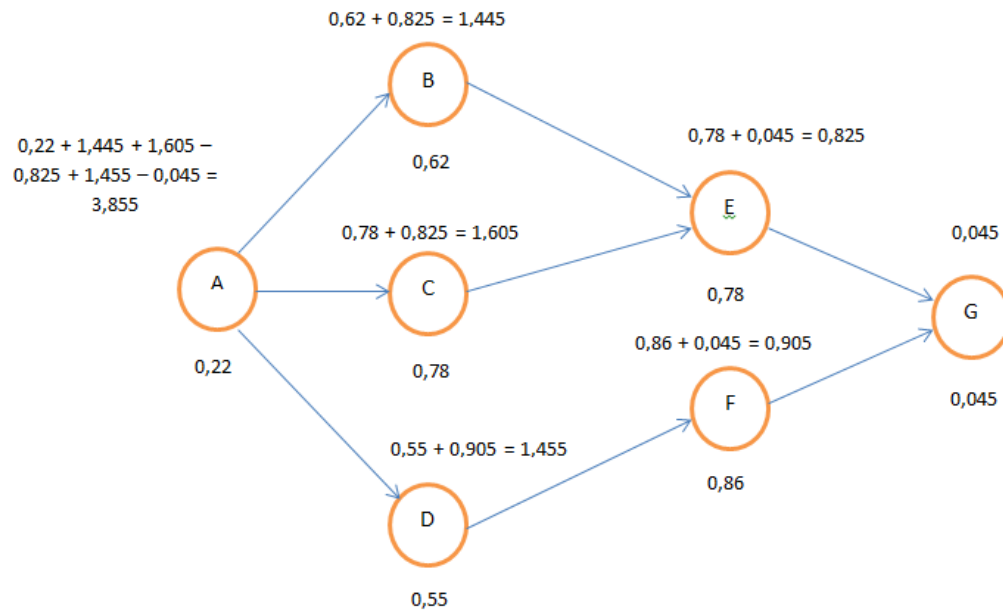 0,62 + 0,825 = 1,445
B
0,62
0,22 + 1,445 + 1,605 –
0,825 + 1,455 – 0,045 =
3,855
A
0,22
0,78 + 0,825 = 1,605
C
0,78
0,55 + 0,905 = 1,455
D
0,55
0,78 + 0,045 = 0,825
E
0,78
0,86 + 0,045 = 0,905
F
0,86
0,045
G
0,045